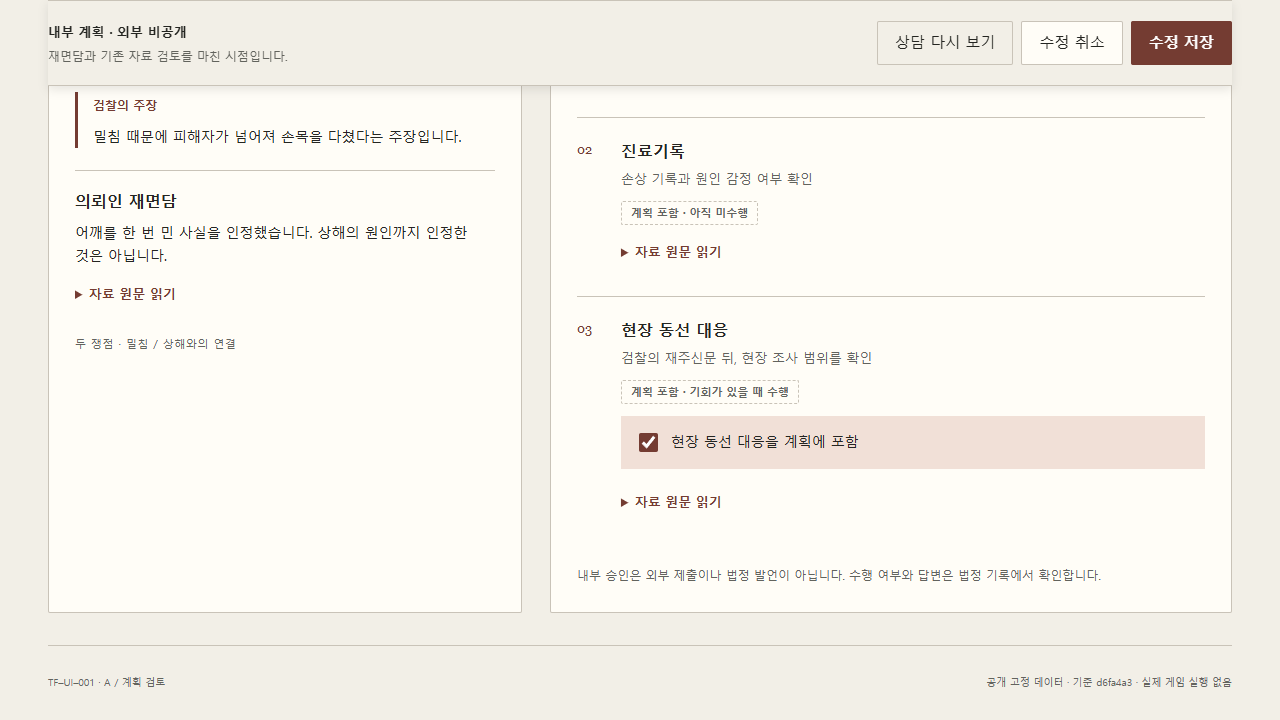 내부 계획 · 외부 비공개
재면담과 기존 자료 검토를 마친 시점입니다.
상담 다시 보기
수정 취소
수정 저장
검찰의 주장
밀침 때문에 피해자가 넘어져 손목을 다쳤다는 주장입니다.
의뢰인 재면담
어깨를 한 번 민 사실을 인정했습니다. 상해의 원인까지 인정한
것은 아닙니다.
▶ 자료 원문 읽기
두 쟁점 · 밀침 / 상해와의 연결
02 진료기록
손상 기록과 원인 감정 여부 확인
계획 포함 · 아직 미수행
▶ 자료 원문 읽기
03 현장 동선 대응
검찰의 재주신문 뒤, 현장 조사 범위를 확인
계획 포함 · 기회가 있을 때 수행
현장 동선 대응을 계획에 포함
▶ 자료 원문 읽기
내부 승인은 외부 제출이나 법정 발언이 아닙니다. 수행 여부와 답변은 법정 기록에서 확인합니다.
TF-UI-001 · A / 계획 검토
공개 고정 데이터 · 기준 d6fa4a3 · 실제 게임 실행 없음